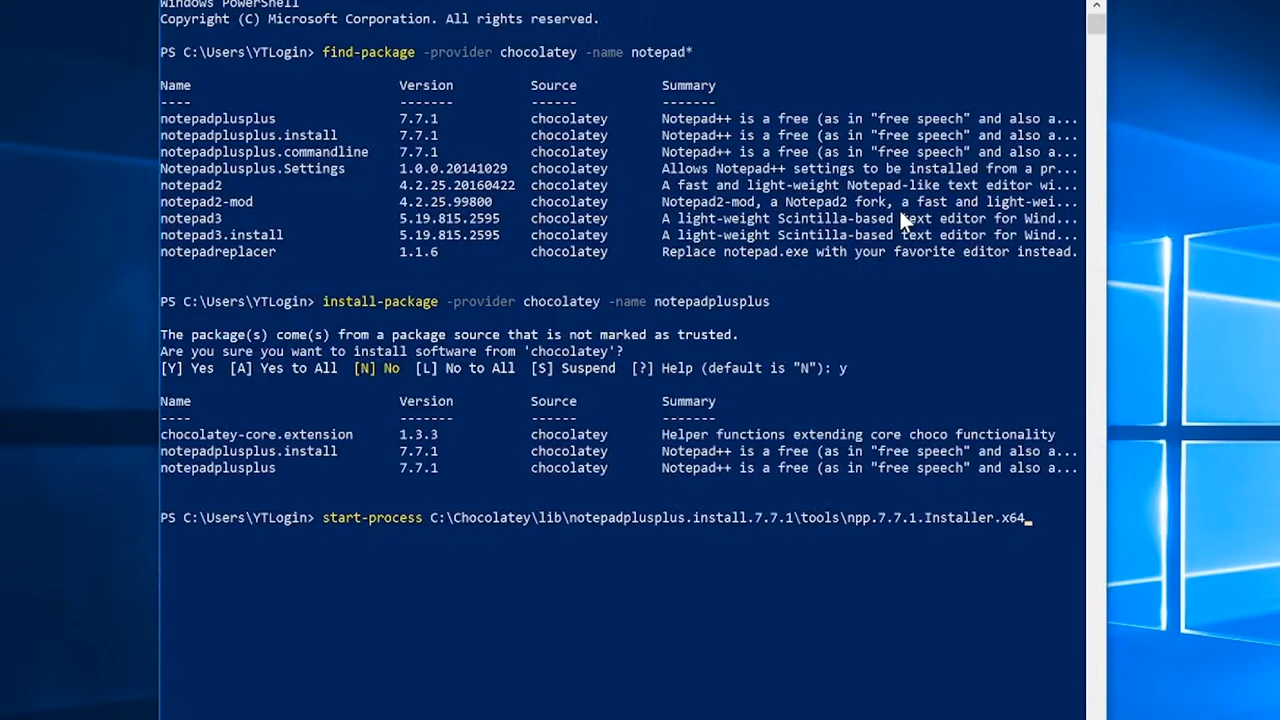 Windows PowerShell
Copyright (C) Microsoft Corporation. All rights reserved.
PS C:\Users\YTLogin> find-package -provider chocolatey -name notepad*
Name Version Source Summary
---- ------- ------ -------
notepadplusplus 7.7.1 chocolatey Notepad++ is a free (as in "free speech" and also a...
notepadplusplus.install 7.7.1 chocolatey Notepad++ is a free (as in "free speech" and also a...
notepadplusplus.commandline 7.7.1 chocolatey Notepad++ is a free (as in "free speech" and also a...
Notepadplusplus.Settings 1.0.0.20141029 chocolatey Allows Notepad++ settings to be installed from a pr...
notepad2 4.2.25.20160422 chocolatey A fast and light-weight Notepad-like text editor wi...
notepad2-mod 4.2.25.99800 chocolatey Notepad2-mod, a Notepad2 fork, a fast and light-wei...
notepad3 5.19.815.2595 chocolatey A light-weight Scintilla-based text editor for Wind...
notepad3.install 5.19.815.2595 chocolatey A light-weight Scintilla-based text editor for Wind...
notepadreplacer 1.1.6 chocolatey Replace notepad.exe with your favorite editor instead.
PS C:\Users\YTLogin> install-package -provider chocolatey -name notepadplusplus
The package(s) come(s) from a package source that is not marked as trusted.
Are you sure you want to install software from 'chocolatey'?
[Y] Yes [A] Yes to All [N] No [L] No to All [S] Suspend [?] Help (default is "N"): y
Name Version Source Summary
---- ------- ------ -------
chocolatey-core.extension 1.3.3 chocolatey Helper functions extending core choco functionality
notepadplusplus.install 7.7.1 chocolatey Notepad++ is a free (as in "free speech" and also a...
notepadplusplus 7.7.1 chocolatey Notepad++ is a free (as in "free speech" and also a...
PS C:\Users\YTLogin> start-process C:\Chocolatey\lib\notepadplusplus.install.7.7.1\tools\npp.7.7.1.Installer.x64